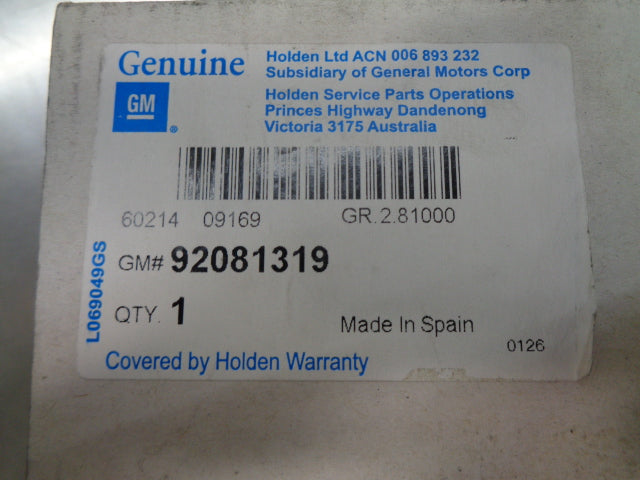 Genuine
GM
®
Holden Ltd ACN 006 893 232
Subsidiary of General Motors Corp
Holden Service Parts Operations
Princes Highway Dandenong
Victoria 3175 Australia
60214 09169 GR.2.81000
GM# 92081319
QTY. 1
Made In Spain
0126
Covered by Holden Warranty
L069049GS